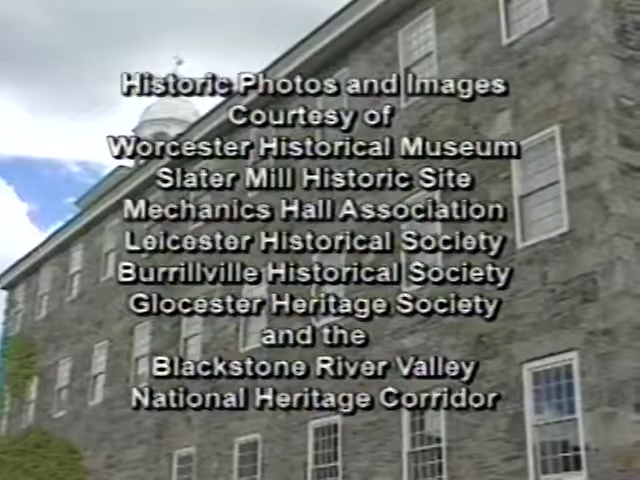 Historic Photos and Images
Courtesy of
Worcester Historical Museum
Slater Mill Historic Site
Mechanics Hall Association
Leicester Historical Society
Burrillville Historical Society
Glocester Heritage Society
and the
Blackstone River Valley
National Heritage Corridor